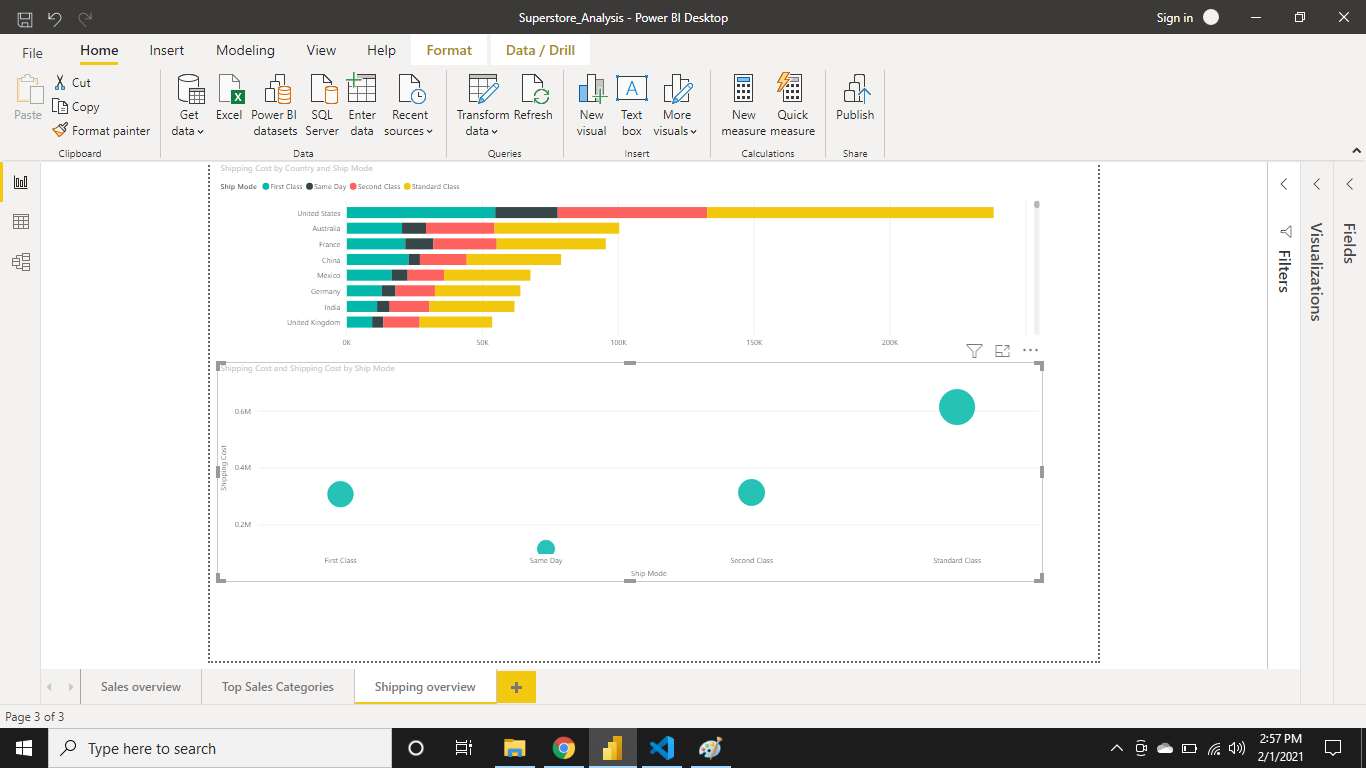 Superstore_Analysis - Power BI Desktop
Sign in
File Home Insert Modeling View Help Format Data / Drill
Paste
Cut
Copy
Format painter
Clipboard
Get data
Excel
Power BI datasets
SQL Server
Enter data
Recent sources
Data
Transform data
Refresh
Queries
New visual
Text box
More visuals
Insert
New measure
Quick measure
Calculations
Publish
Share
Shipping Cost by Country and Ship Mode
Ship Mode First Class Same Day Second Class Standard Class
United States
Australia
France
China
Mexico
Germany
India
United Kingdom
0K 50K 100K 150K 200K
Shipping Cost and Shipping Cost by Ship Mode
Shipping Cost
0.6M
0.4M
0.2M
First Class Same Day Second Class Standard Class
Ship Mode
Filters
Visualizations
Fields
Sales overview Top Sales Categories Shipping overview
Page 3 of 3
Type here to search
2:57 PM
2/1/2021